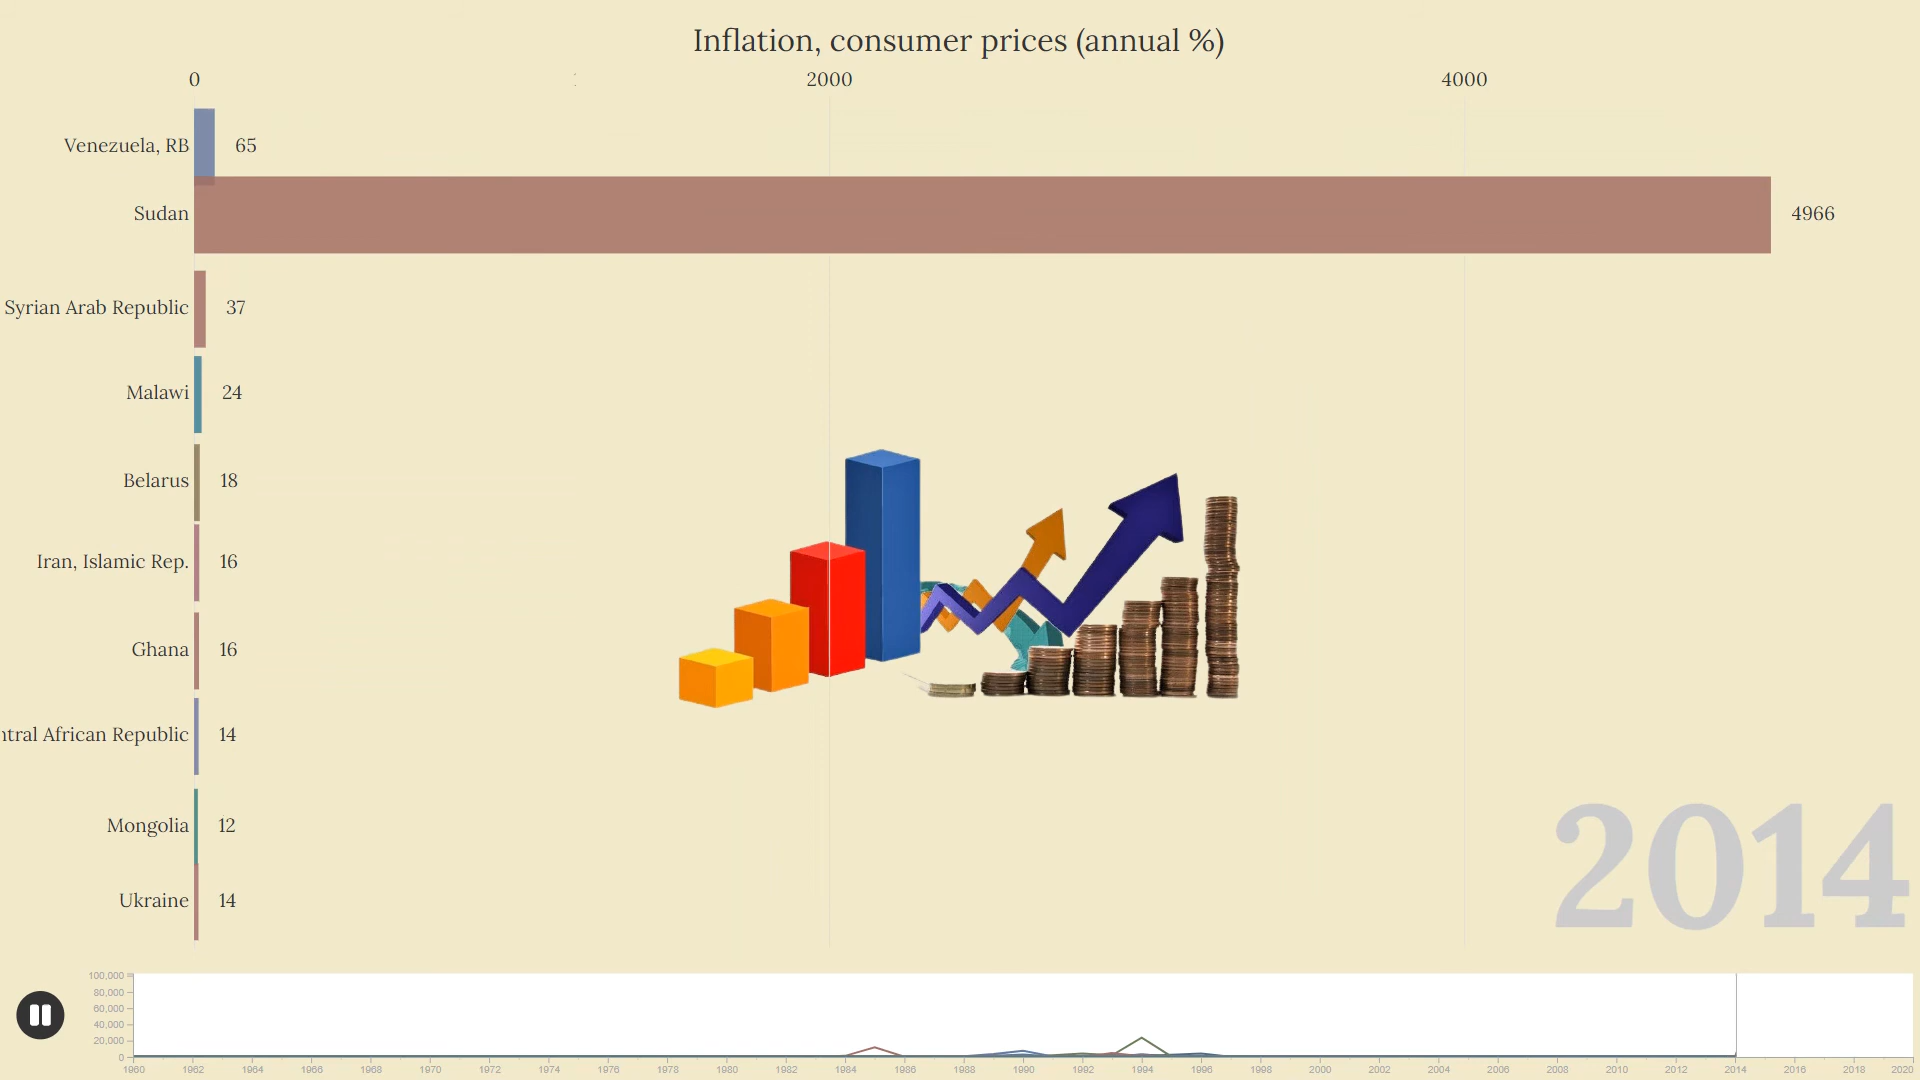 Inflation, consumer prices (annual %)
0 2000 4000
Venezuela, RB 65
Sudan 4966
Syrian Arab Republic 37
Malawi 24
Belarus 18
Iran, Islamic Rep. 16
Ghana 16
ntral African Republic 14
Mongolia 12
Ukraine 14
2014
100,000
80,000
60,000
40,000
20,000
0
1960 1962 1964 1966 1968 1970 1972 1974 1976 1978 1980 1982 1984 1986 1988 1990 1992 1994 1996 1998 2000 2002 2004 2006 2008 2010 2012 2014 2016 2018 2020